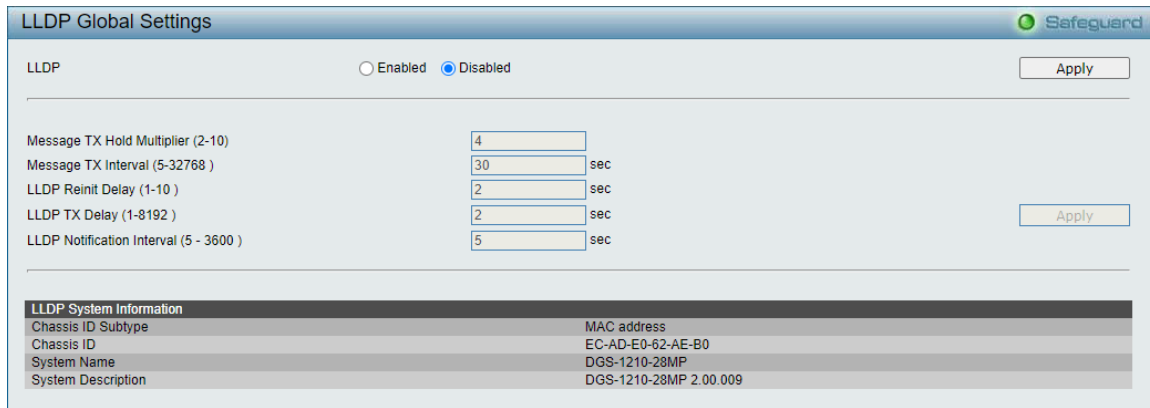 LLDP Global Settings Safeguard
LLDP Enabled Disabled Apply
Message TX Hold Multiplier (2-10) 4
Message TX Interval (5-32768 ) 30 sec
LLDP Reinit Delay (1-10 ) 2 sec
LLDP TX Delay (1-8192 ) 2 sec Apply
LLDP Notification Interval (5 - 3600 ) 5 sec
LLDP System Information
Chassis ID Subtype MAC address
Chassis ID EC-AD-E0-62-AE-B0
System Name DGS-1210-28MP
System Description DGS-1210-28MP 2.00.009